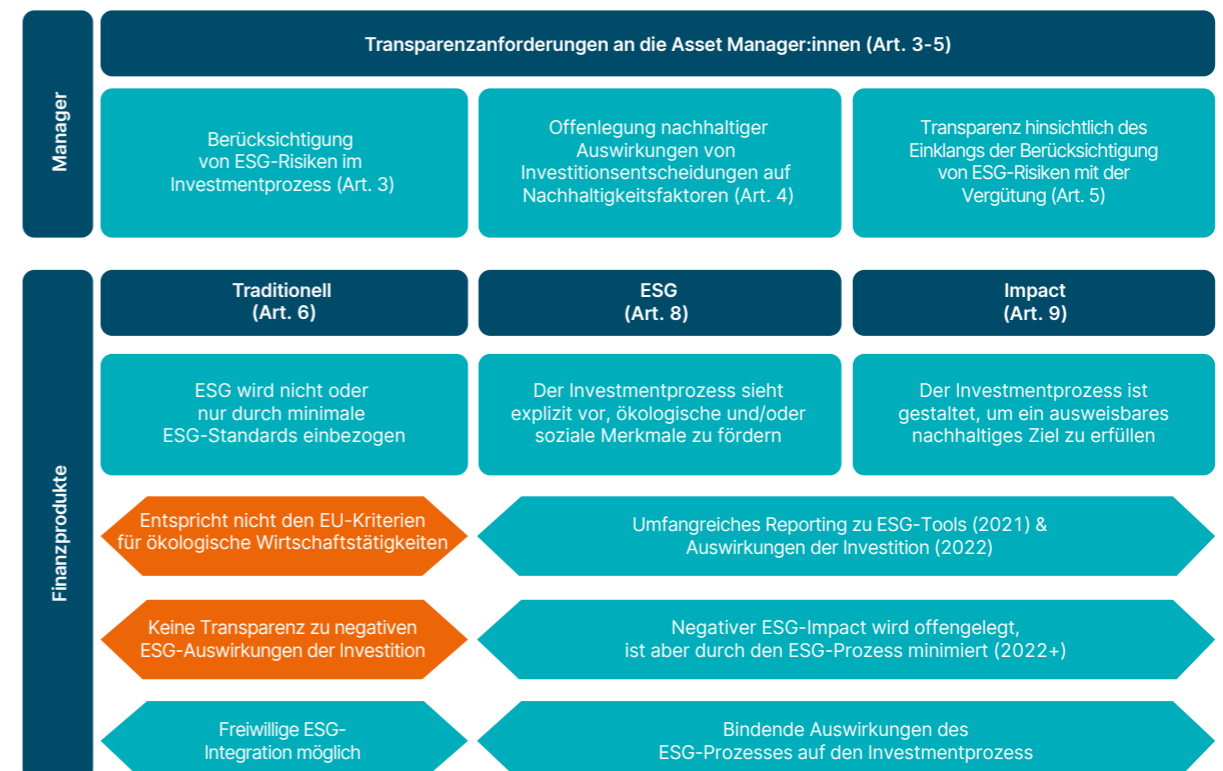 Manager
Transparenzanforderungen an die Asset Manager:innen (Art. 3-5)
Berücksichtigung
von ESG-Risiken im
Investmentprozess (Art. 3)
Offenlegung nachhaltiger
Auswirkungen von
Investitionsentscheidungen auf
Nachhaltigkeitsfaktoren (Art. 4)
Transparenz hinsichtlich des
Einklangs der Berücksichtigung
von ESG-Risiken mit der
Vergütung (Art. 5)
Finanzprodukte
Traditionell
(Art. 6)
ESG
(Art. 8)
Impact
(Art. 9)
ESG wird nicht oder
nur durch minimale
ESG-Standards einbezogen
Der Investmentprozess sieht
explizit vor, ökologische und/oder
soziale Merkmale zu fördern
Der Investmentprozess ist
gestaltet, um ein ausweisbares
nachhaltiges Ziel zu erfüllen
Entspricht nicht den EU-Kriterien
für ökologische Wirtschaftstätigkeiten
Umfangreiches Reporting zu ESG-Tools (2021) &
Auswirkungen der Investition (2022)
Keine Transparenz zu negativen
ESG-Auswirkungen der Investition
Negativer ESG-Impact wird offengelegt,
ist aber durch den ESG-Prozess minimiert (2022+)
Freiwillige ESG-
Integration möglich
Bindende Auswirkungen des
ESG-Prozesses auf den Investmentprozess